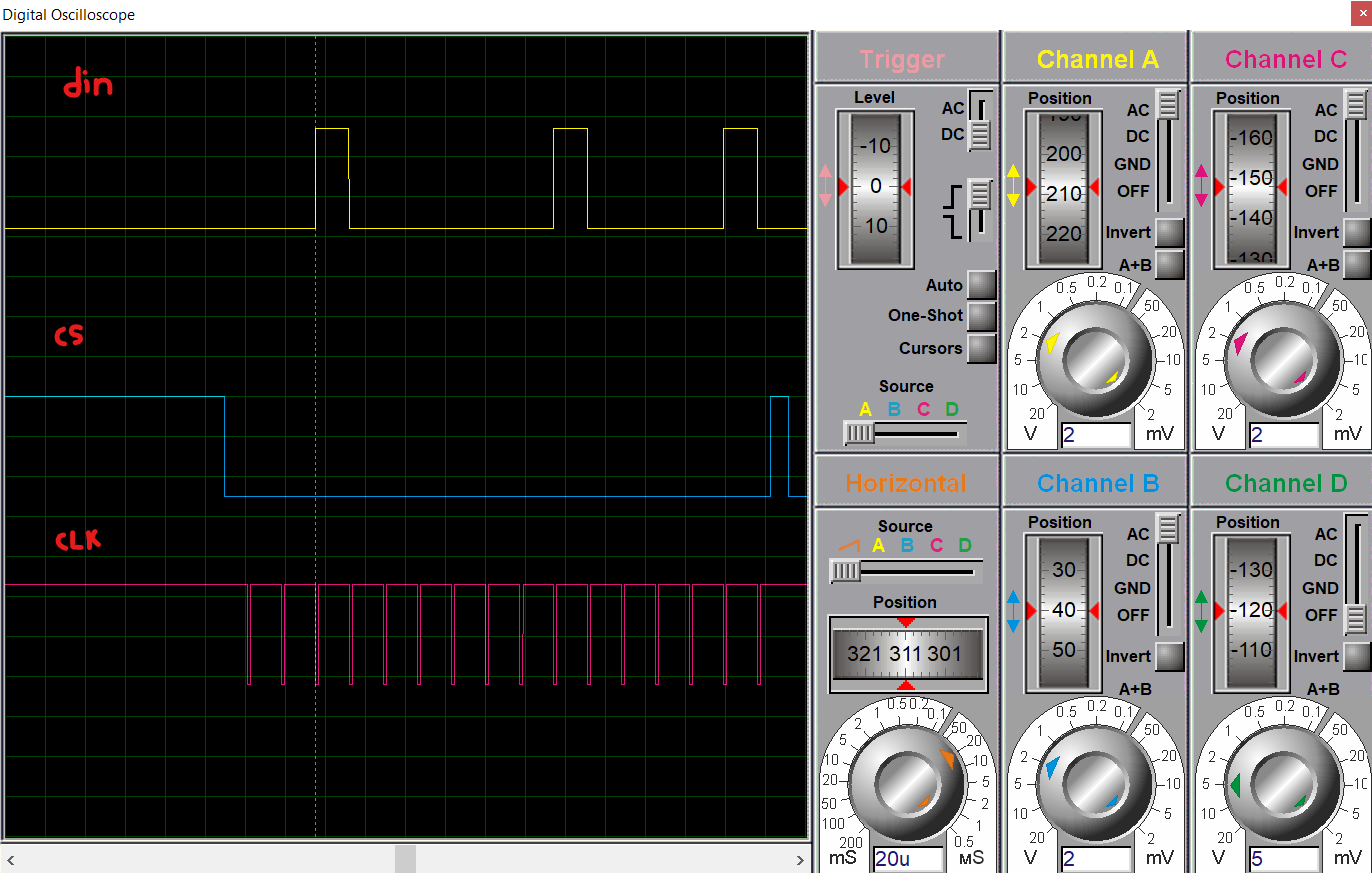 Digital Oscilloscope
din
CS
CLK
Trigger
Level
AC
DC
-10
0
10
Auto
One-Shot
Cursors
Source
A B C D
Channel A
Position
AC
DC
GND
OFF
200
210
220
Invert
A+B
20 10 5 2 1 0.5 0.2 0.1 50 20 10 5 2
V
2
mV
Channel C
Position
AC
DC
GND
OFF
-160
-150
-140
-130
Invert
A+B
20 10 5 2 1 0.5 0.2 0.1 50 20 10 5 2
V
2
mV
Horizontal
Source
A B C D
Position
321 311 301
200 100 50 20 10 5 2 1 0.5 0.2 0.1 50 20 10 5 2 1 0.5
mS
20u
мS
Channel B
Position
AC
DC
GND
OFF
30
40
50
Invert
A+B
20 10 5 2 1 0.5 0.2 0.1 50 20 10 5 2
V
2
mV
Channel D
Position
AC
DC
GND
OFF
-130
-120
-110
Invert
A+B
20 10 5 2 1 0.5 0.2 0.1 50 20 10 5 2
V
5
mV